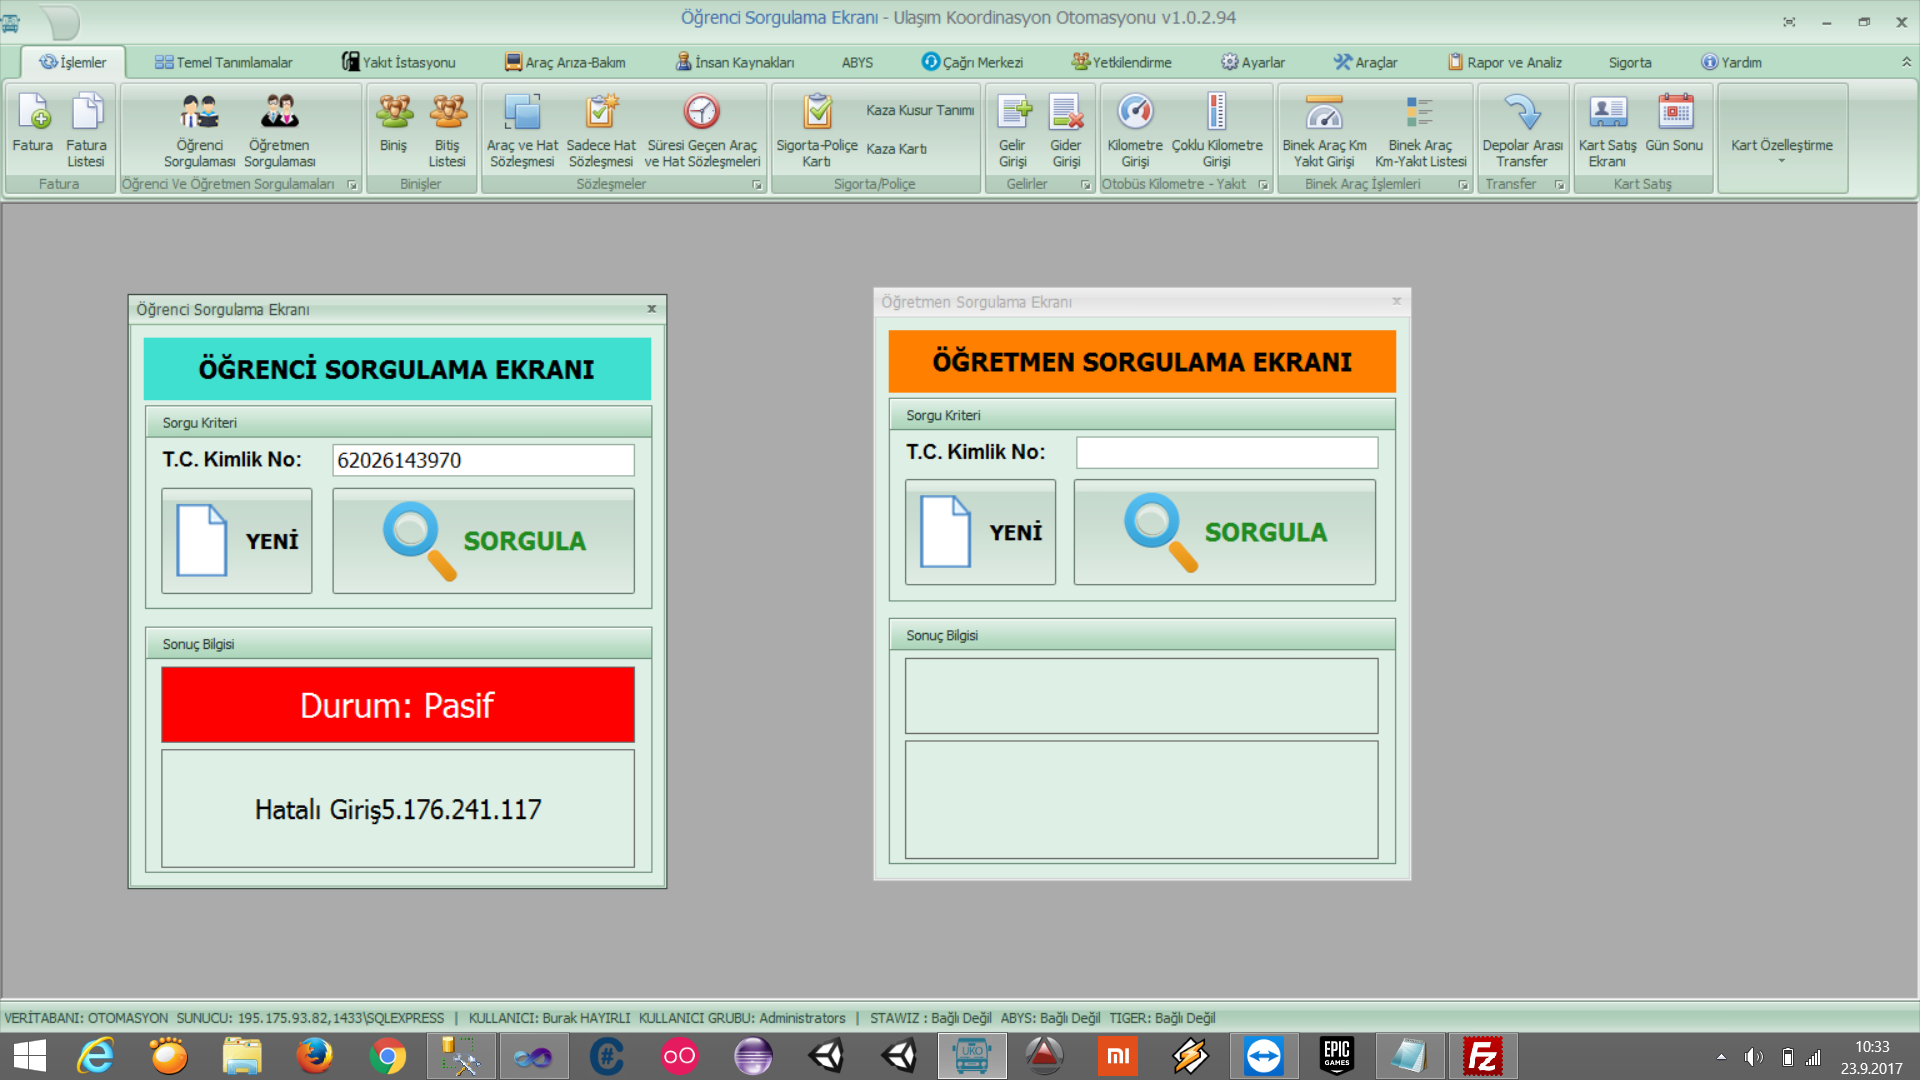 Öğrenci Sorgulama Ekranı - Ulaşım Koordinasyon Otomasyonu v1.0.2.94
İşlemler Temel Tanımlamalar Yakıt İstasyonu Araç Arıza-Bakım İnsan Kaynakları ABYS Çağrı Merkezi Yetkilendirme Ayarlar Araçlar Rapor ve Analiz Sigorta Yardım
Fatura
Fatura Listesi
Öğrenci Sorgulaması
Öğretmen Sorgulaması
Biniş
Bitiş Listesi
Araç ve Hat Sözleşmesi
Sadece Hat Sözleşmesi
Süresi Geçen Araç ve Hat Sözleşmeleri
Sigorta-Poliçe Kartı
Kaza Kusur Tanımı
Kaza Kartı
Gelir Girişi
Gider Girişi
Kilometre Girişi
Çoklu Kilometre Girişi
Binek Araç Km Yakıt Girişi
Binek Araç Km-Yakıt Listesi
Depolar Arası Transfer
Kart Satış Ekranı
Gün Sonu
Kart Özelleştirme
Fatura Öğrenci Ve Öğretmen Sorgulamaları Binişler Sözleşmeler Sigorta/Poliçe Gelirler Otobüs Kilometre - Yakıt Binek Araç İşlemleri Transfer Kart Satış
Öğrenci Sorgulama Ekranı x
ÖĞRENCİ SORGULAMA EKRANI
Sorgu Kriteri
T.C. Kimlik No: 62026143970
YENİ SORGULA
Sonuç Bilgisi
Durum: Pasif
Hatalı Giriş5.176.241.117
Öğretmen Sorgulama Ekranı x
ÖĞRETMEN SORGULAMA EKRANI
Sorgu Kriteri
T.C. Kimlik No:
YENİ SORGULA
Sonuç Bilgisi
VERİTABANI: OTOMASYON SUNUCU: 195.175.93.82,1433\SQLEXPRESS | KULLANICI: Burak HAYIRLI KULLANICI GRUBU: Administrators | STAWIZ : Bağlı Değil ABYS: Bağlı Değil TIGER: Bağlı Değil
UKO
mi
EPIC GAMES
Fz
10:33
23.9.2017